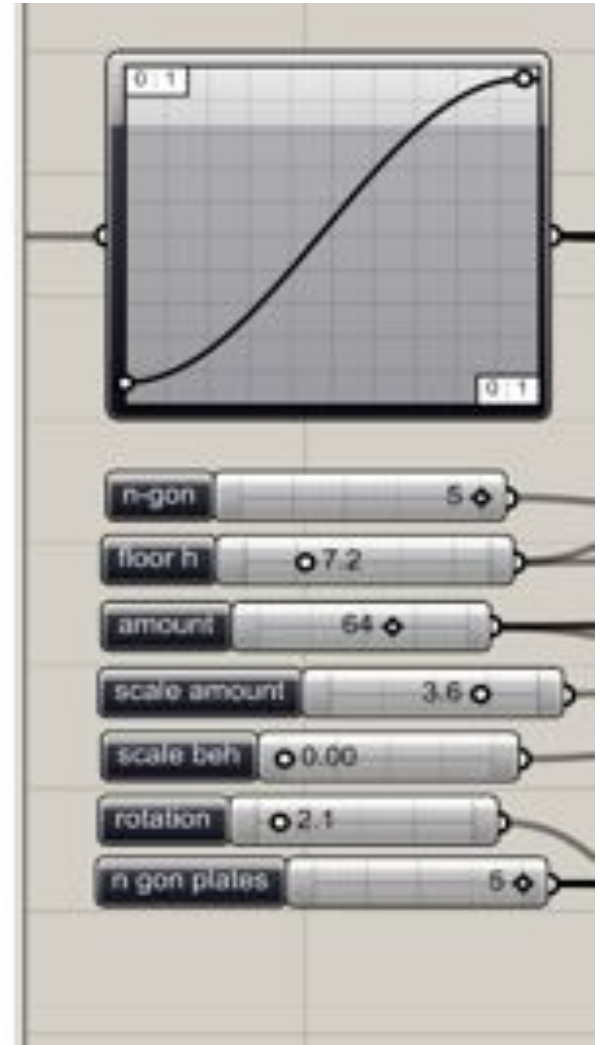 0 : 1
0 : 1
n-gon 5
floor h 7.2
amount 64
scale amount 3.6
scale beh 0.00
rotation 2.1
n gon plates 5